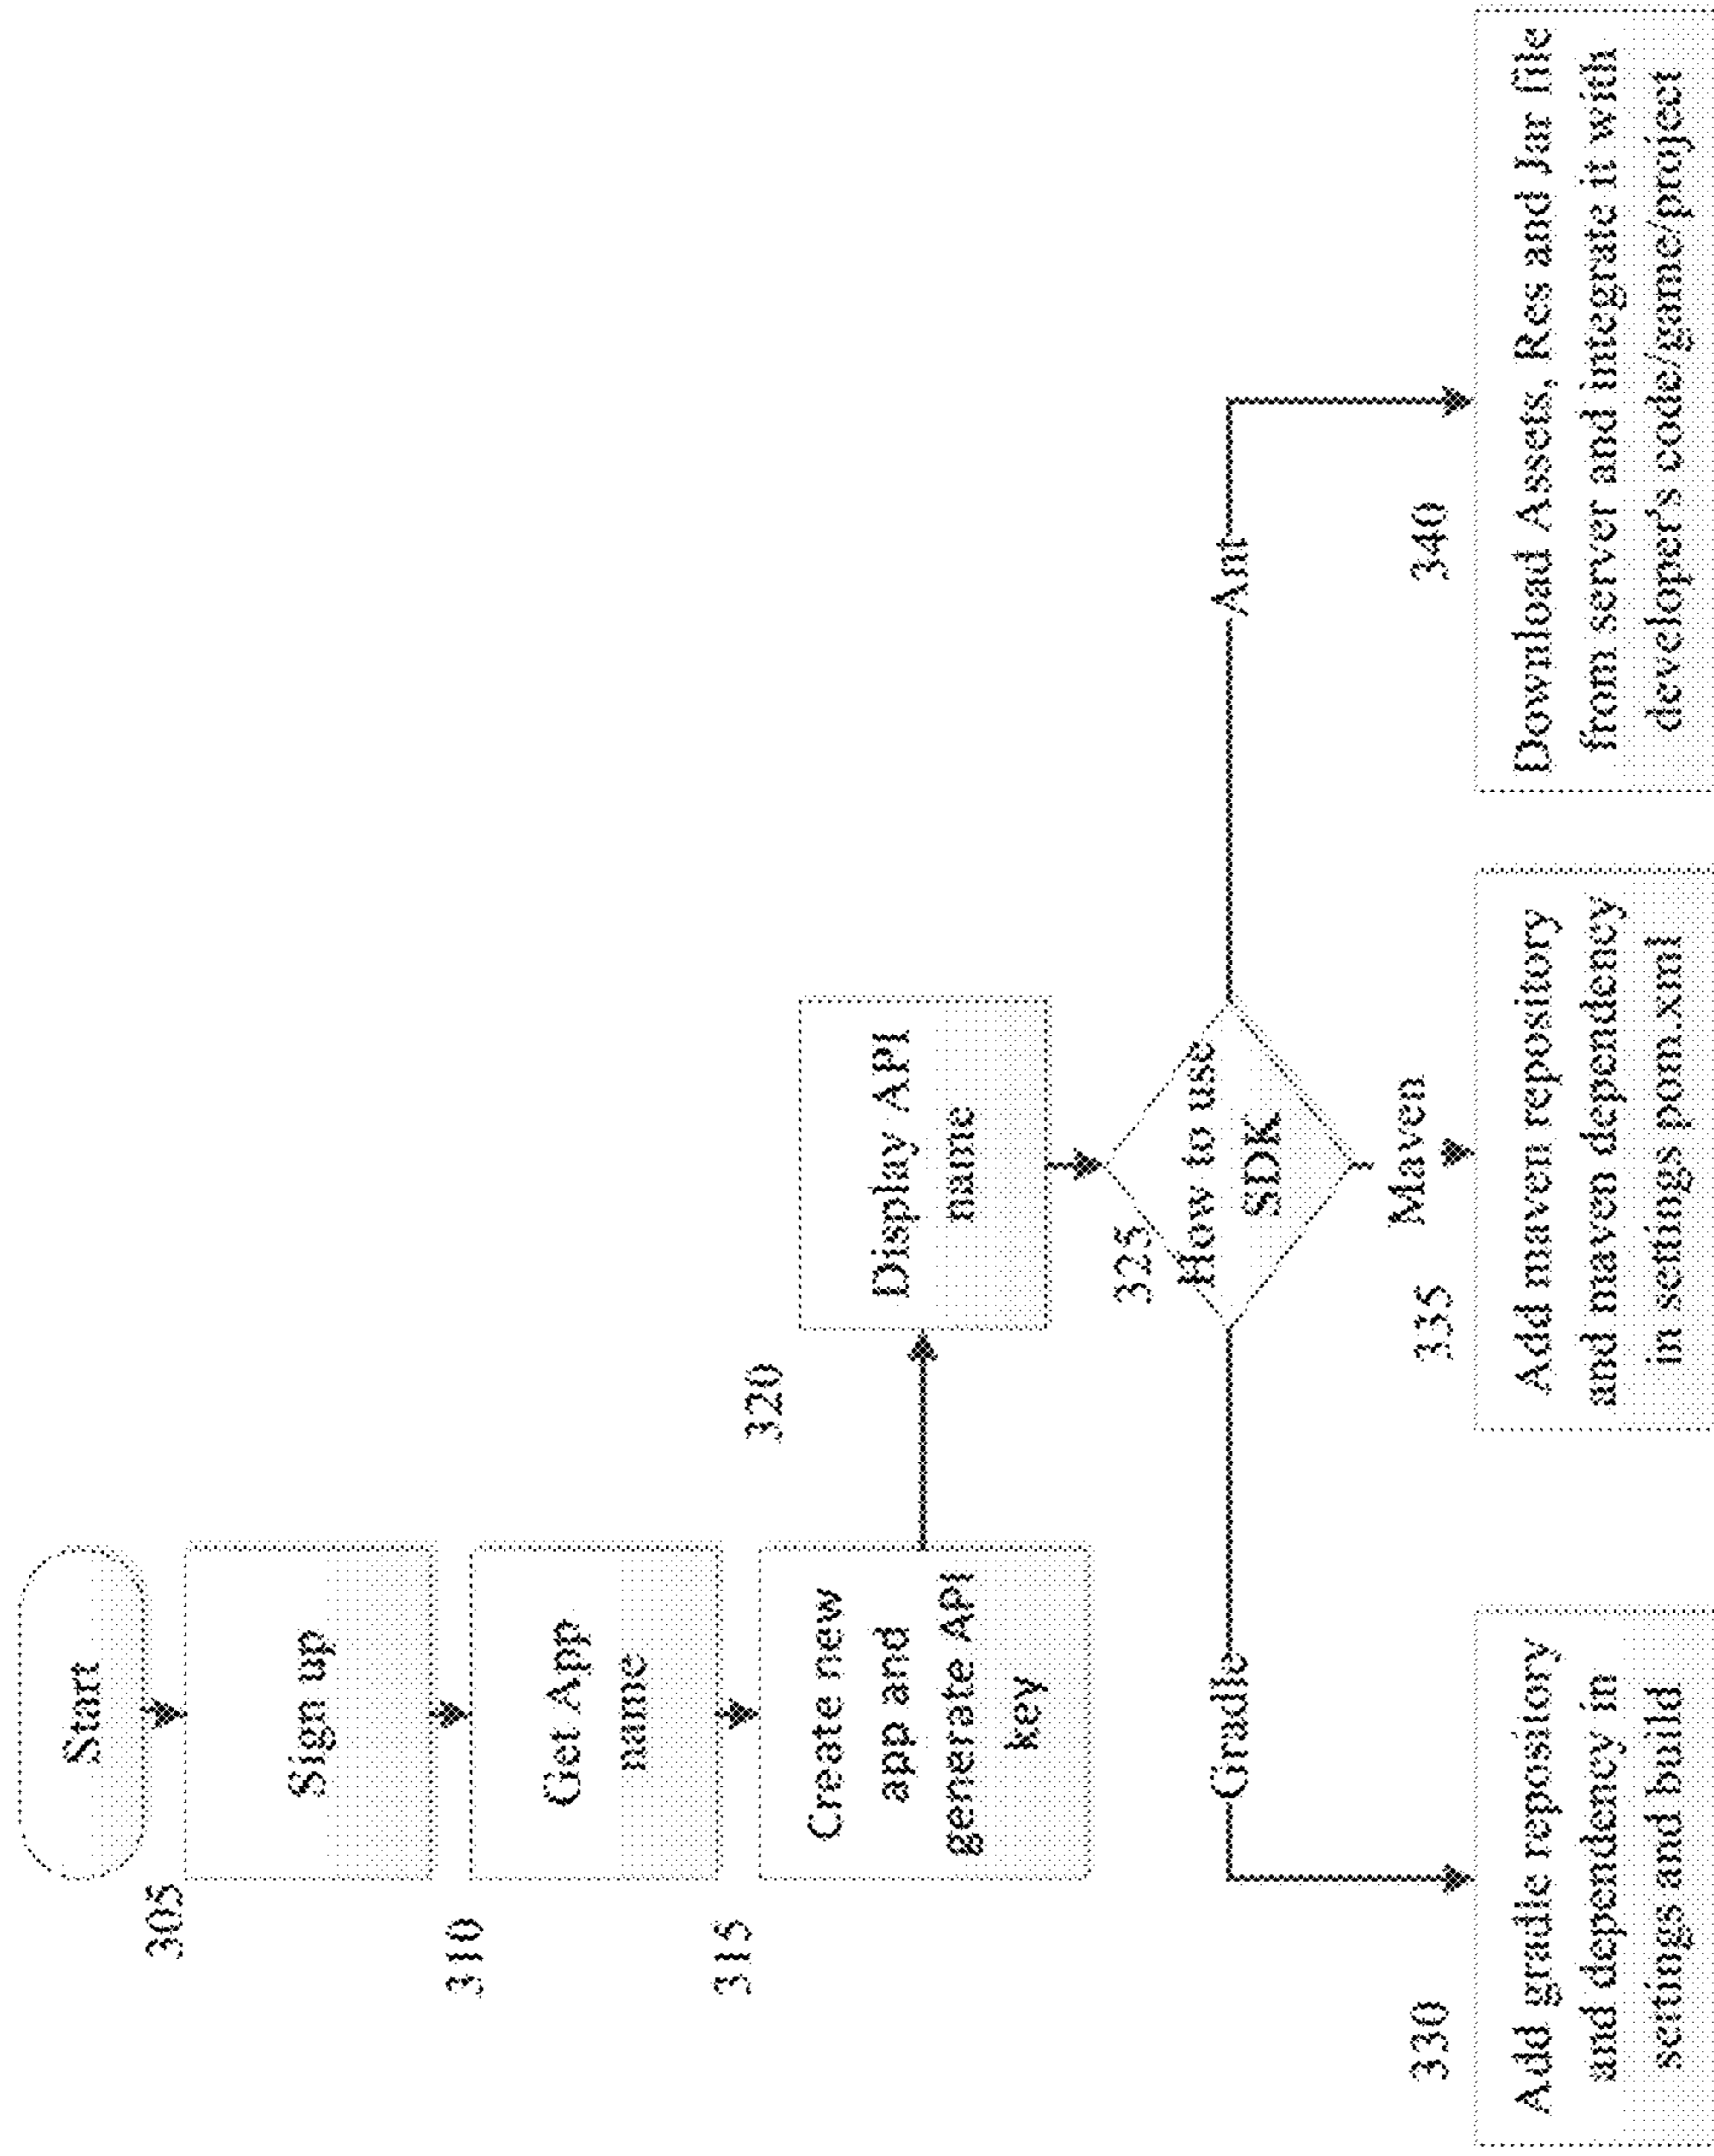 Start
305
Sign up
310
Get App
name
315
Create new
app and
generate API
key
320
Display API
name
325
How to use
SDK
Gradle
Maven
Ant
330
Add gradle repository
and dependency in
settings and build
335
Add maven repository
and maven dependency
in settings pom.xml
340
Download Assets, Res and Jar file
from server and integrate it with
developer's code/game/project